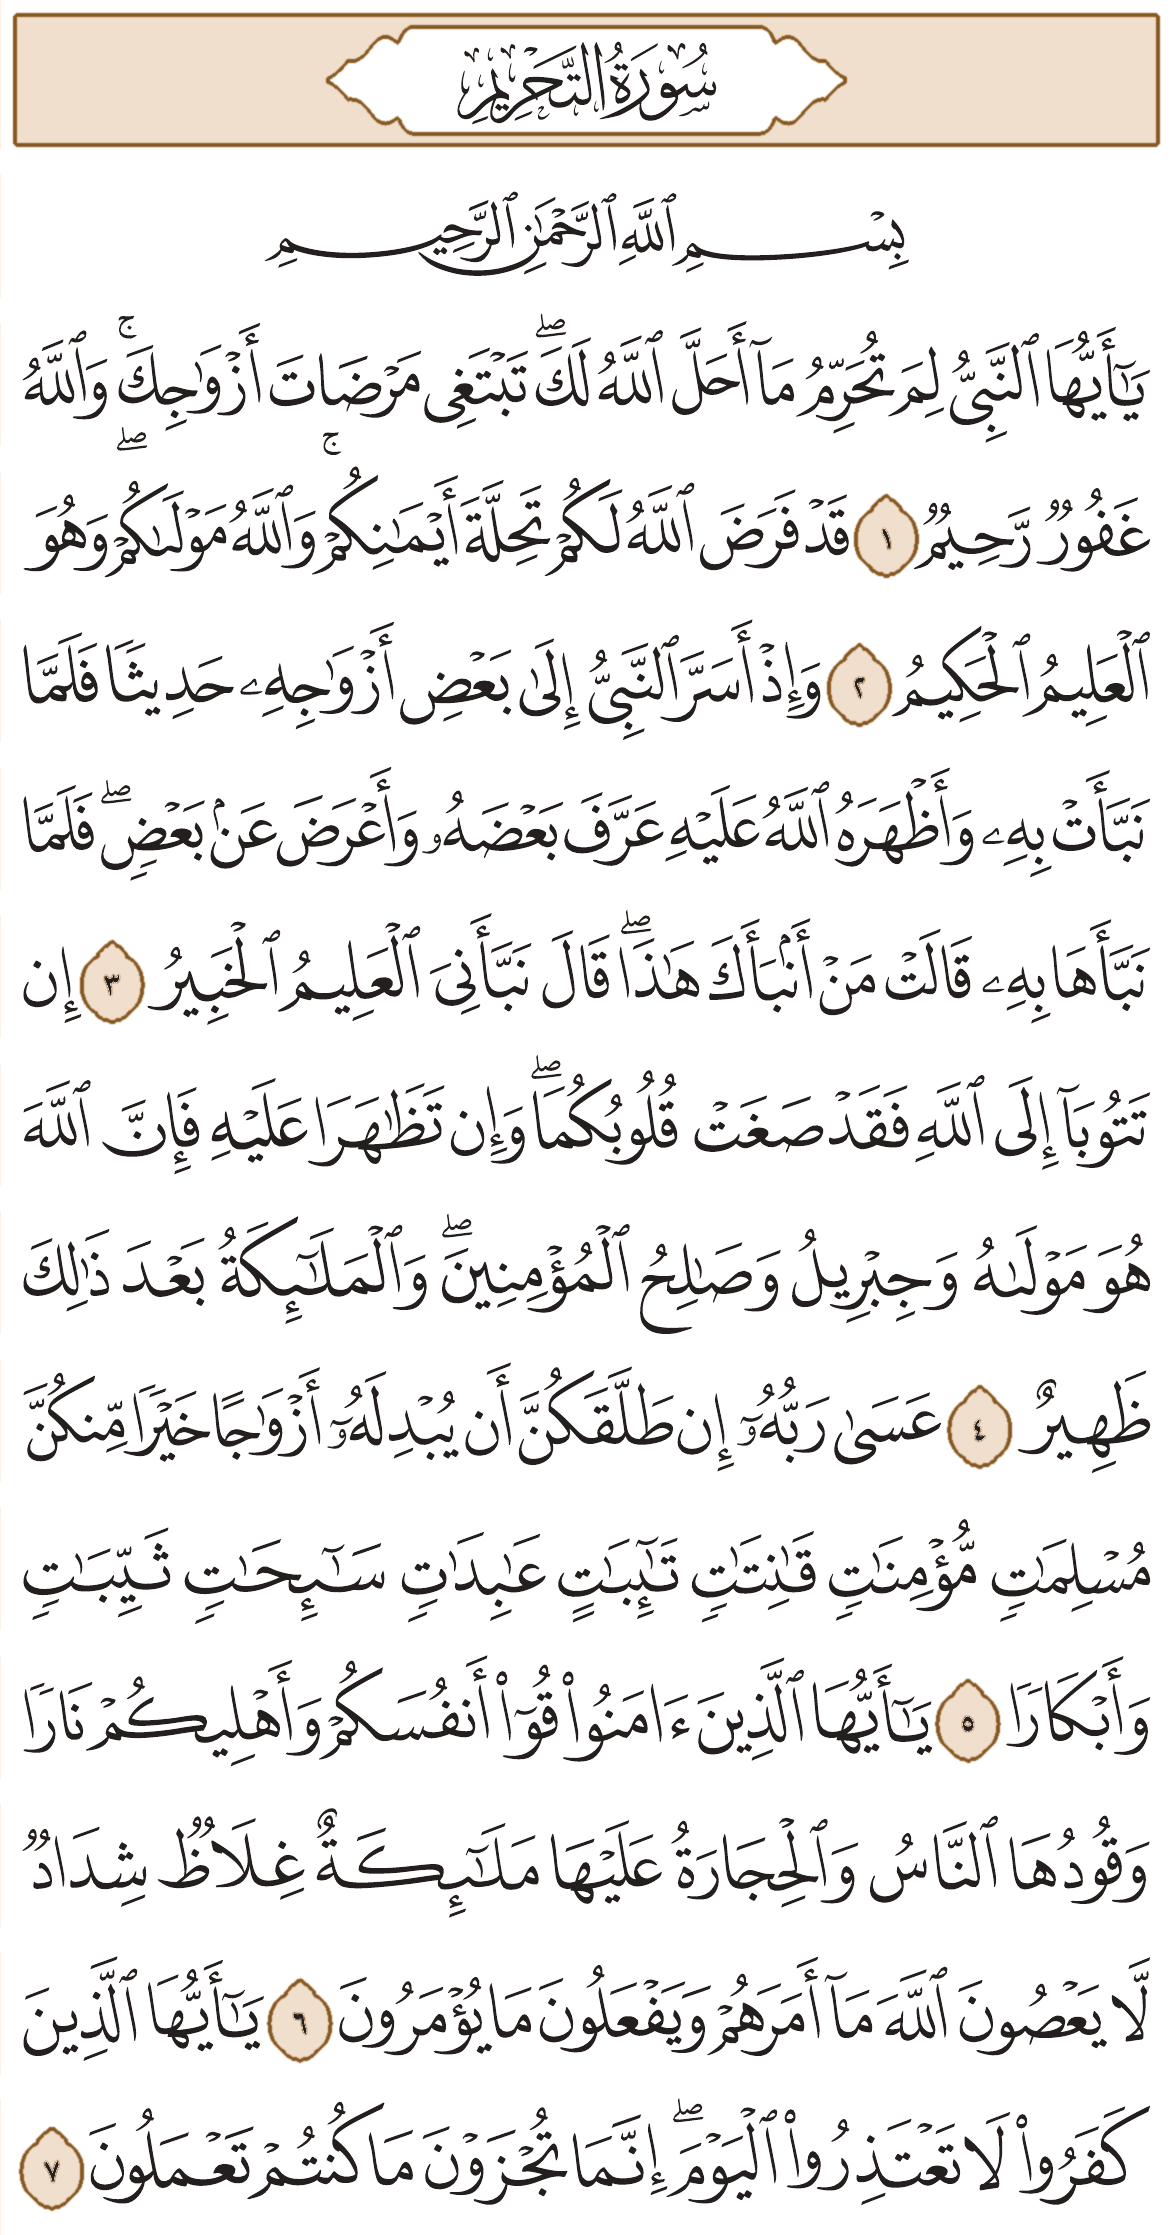 سُورَةُ التَّحْرِيمِ
بِسْمِ ٱللَّهِ ٱلرَّحْمَٰنِ ٱلرَّحِيمِ
يَٰٓأَيُّهَا ٱلنَّبِىُّ لِمَ تُحَرِّمُ مَآ أَحَلَّ ٱللَّهُ لَكَ ۖ تَبْتَغِى مَرْضَاتَ أَزْوَٰجِكَ ۚ وَٱللَّهُ
غَفُورٌ رَّحِيمٌ ١ قَدْ فَرَضَ ٱللَّهُ لَكُمْ تَحِلَّةَ أَيْمَٰنِكُمْ ۚ وَٱللَّهُ مَوْلَىٰكُمْ ۖ وَهُوَ
ٱلْعَلِيمُ ٱلْحَكِيمُ ٢ وَإِذْ أَسَرَّ ٱلنَّبِىُّ إِلَىٰ بَعْضِ أَزْوَٰجِهِۦ حَدِيثًا فَلَمَّا
نَبَّأَتْ بِهِۦ وَأَظْهَرَهُ ٱللَّهُ عَلَيْهِ عَرَّفَ بَعْضَهُۥ وَأَعْرَضَ عَنۢ بَعْضٍ ۖ فَلَمَّا
نَبَّأَهَا بِهِۦ قَالَتْ مَنْ أَنۢبَأَكَ هَٰذَا ۖ قَالَ نَبَّأَنِىَ ٱلْعَلِيمُ ٱلْخَبِيرُ ٣ إِن
تَتُوبَآ إِلَى ٱللَّهِ فَقَدْ صَغَتْ قُلُوبُكُمَا ۖ وَإِن تَظَٰهَرَا عَلَيْهِ فَإِنَّ ٱللَّهَ
هُوَ مَوْلَىٰهُ وَجِبْرِيلُ وَصَٰلِحُ ٱلْمُؤْمِنِينَ ۖ وَٱلْمَلَٰٓئِكَةُ بَعْدَ ذَٰلِكَ
ظَهِيرٌ ٤ عَسَىٰ رَبُّهُۥٓ إِن طَلَّقَكُنَّ أَن يُبْدِلَهُۥٓ أَزْوَٰجًا خَيْرًا مِّنكُنَّ
مُسْلِمَٰتٍ مُّؤْمِنَٰتٍ قَٰنِتَٰتٍ تَٰٓئِبَٰتٍ عَٰبِدَٰتٍ سَٰٓئِحَٰتٍ ثَيِّبَٰتٍ
وَأَبْكَارًا ٥ يَٰٓأَيُّهَا ٱلَّذِينَ ءَامَنُوا۟ قُوٓا۟ أَنفُسَكُمْ وَأَهْلِيكُمْ نَارًا
وَقُودُهَا ٱلنَّاسُ وَٱلْحِجَارَةُ عَلَيْهَا مَلَٰٓئِكَةٌ غِلَاظٌ شِدَادٌ
لَّا يَعْصُونَ ٱللَّهَ مَآ أَمَرَهُمْ وَيَفْعَلُونَ مَا يُؤْمَرُونَ ٦ يَٰٓأَيُّهَا ٱلَّذِينَ
كَفَرُوا۟ لَا تَعْتَذِرُوا۟ ٱلْيَوْمَ ۖ إِنَّمَا تُجْزَوْنَ مَا كُنتُمْ تَعْمَلُونَ ٧